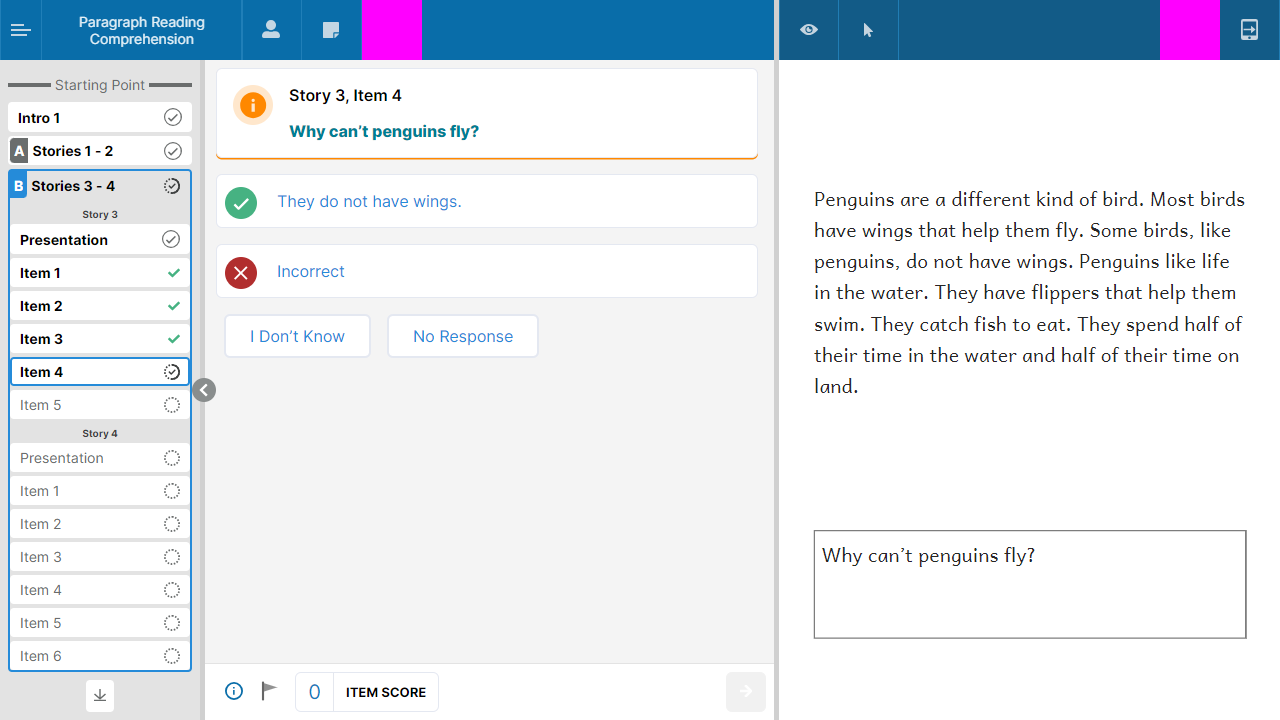 Paragraph Reading
Comprehension
Starting Point
Intro 1
A Stories 1 - 2
B Stories 3 - 4
Story 3
Presentation
Item 1
Item 2
Item 3
Item 4
Item 5
Story 4
Presentation
Item 1
Item 2
Item 3
Item 4
Item 5
Item 6
Story 3, Item 4
Why can’t penguins fly?
They do not have wings.
Incorrect
I Don’t Know
No Response
0 ITEM SCORE
Penguins are a different kind of bird. Most birds
have wings that help them fly. Some birds, like
penguins, do not have wings. Penguins like life
in the water. They have flippers that help them
swim. They catch fish to eat. They spend half of
their time in the water and half of their time on
land.
Why can’t penguins fly?